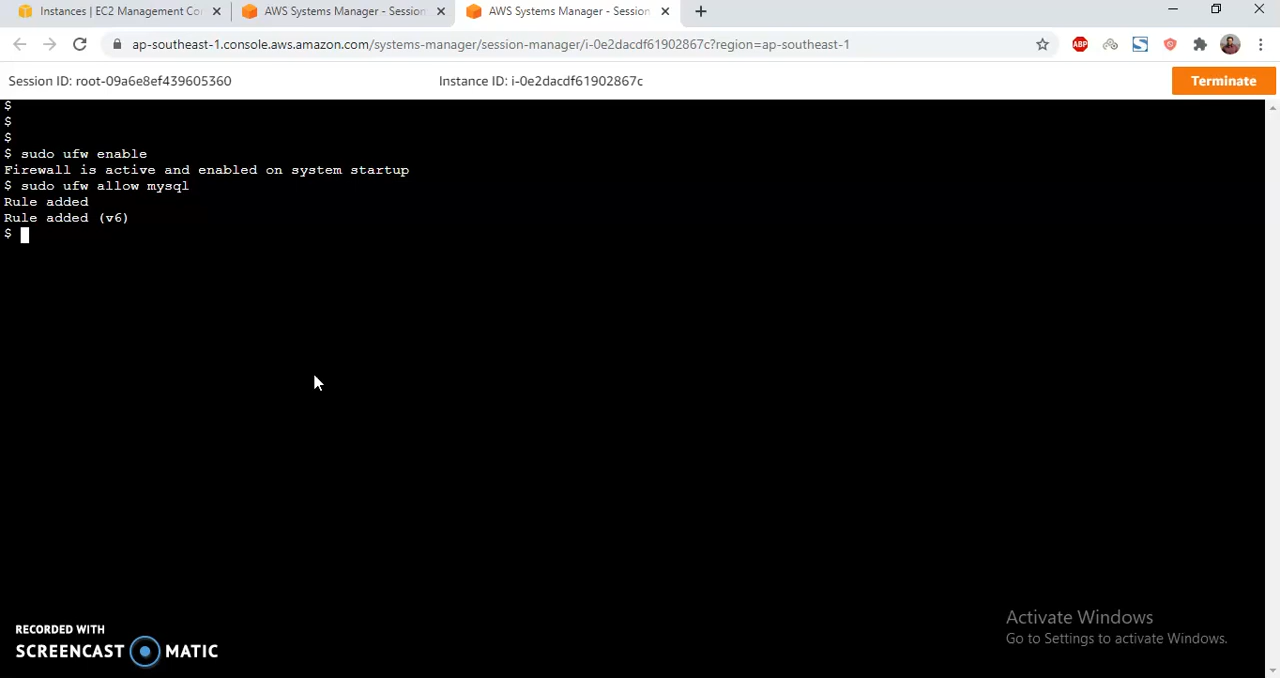 Instances | EC2 Management Co
AWS Systems Manager - Session
AWS Systems Manager - Session
ap-southeast-1.console.aws.amazon.com/systems-manager/session-manager/i-0e2dacdf61902867c?region=ap-southeast-1
ABP
Session ID: root-09a6e8ef439605360
Instance ID: i-0e2dacdf61902867c
Terminate
$
$
$
$ sudo ufw enable
Firewall is active and enabled on system startup
$ sudo ufw allow mysql
Rule added
Rule added (v6)
$
Activate Windows
Go to Settings to activate Windows.
RECORDED WITH
SCREENCAST MATIC